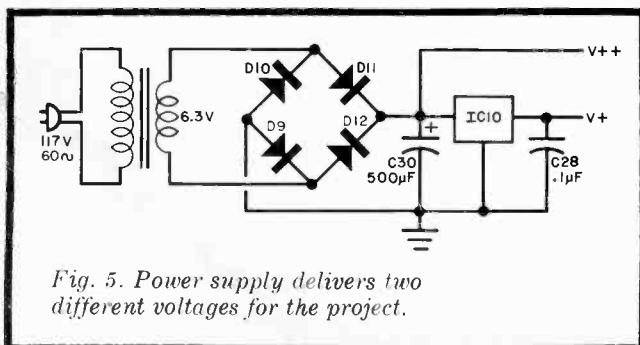 D10
D11
V++
117V
60~
6.3V
D9
D12
+
IC10
V+
C30
500µF
C28
.1µF
Fig. 5. Power supply delivers two
different voltages for the project.